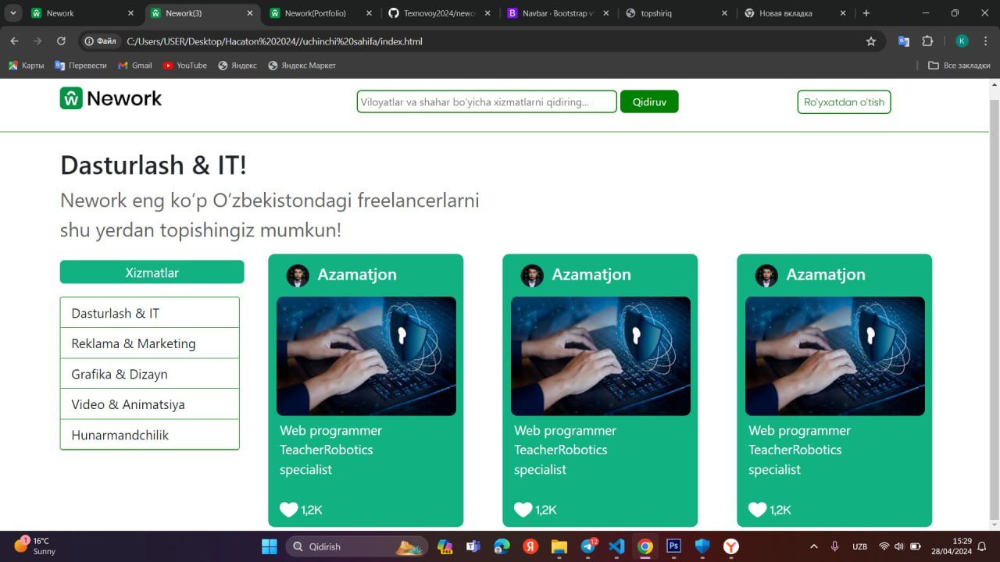 Nework
Nework(3)
Nework(Portfolio)
Texnovoy2024/newo
Navbar · Bootstrap v
topshiriq
Новая вкладка
Файл
C:/Users/USER/Desktop/Hacaton%202024//uchinchi%20sahifa/index.html
K
Карты
Перевести
Gmail
YouTube
Яндекс
Яндекс Маркет
Все закладки
Nework
Viloyatlar va shahar bo'yicha xizmatlarni qidiring...
Qidiruv
Ro'yxatdan o'tish
Dasturlash & IT!
Nework eng ko’p O’zbekistondagi freelancerlarni
shu yerdan topishingiz mumkun!
Xizmatlar
Dasturlash & IT
Reklama & Marketing
Grafika & Dizayn
Video & Animatsiya
Hunarmandchilik
Azamatjon
Web programmer
TeacherRobotics
specialist
1,2K
Azamatjon
Web programmer
TeacherRobotics
specialist
1,2K
Azamatjon
Web programmer
TeacherRobotics
specialist
1,2K
1
16°C
Sunny
Qidirish
PRE
Я
12
Ps
Y
UZB
15:29
28/04/2024